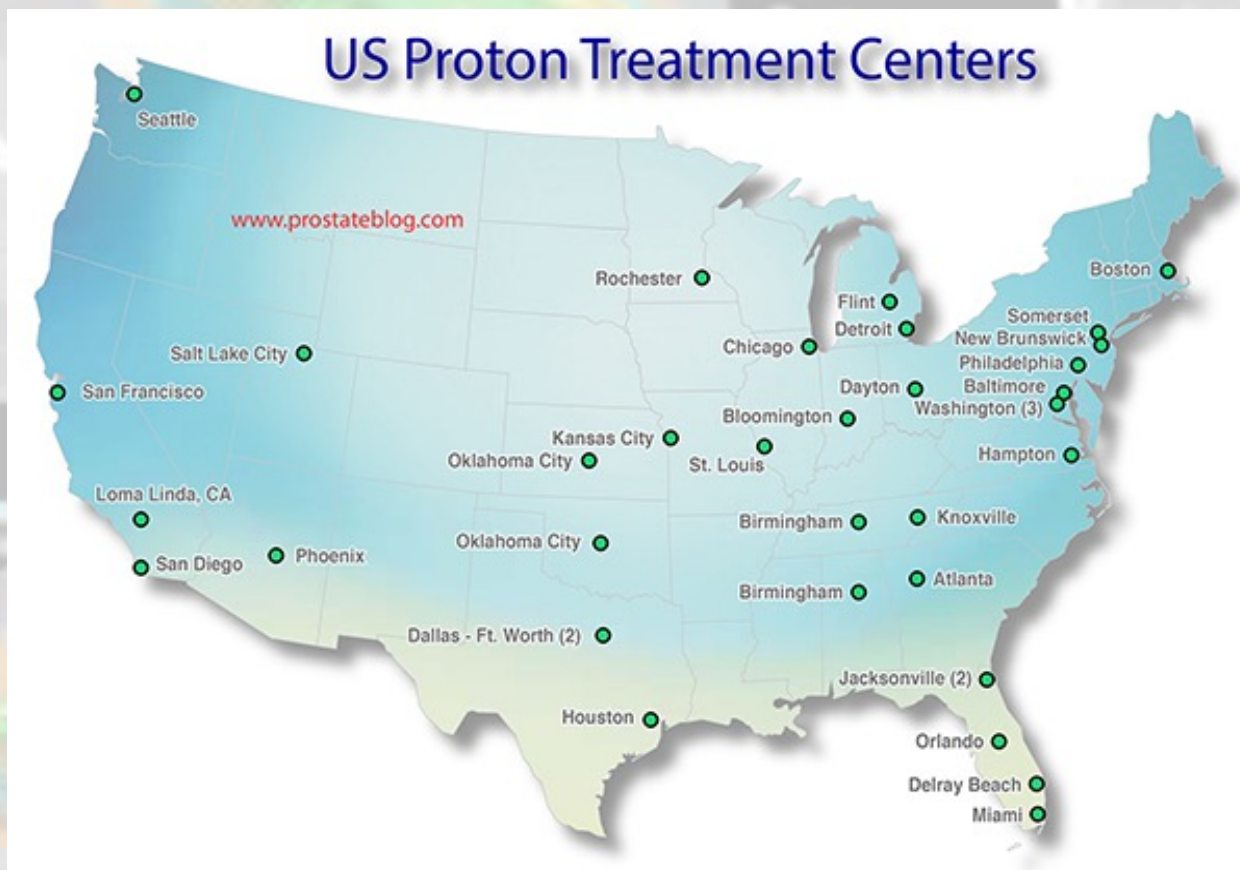 US Proton Treatment Centers
Seattle
www.prostateblog.com
Rochester
Boston
Flint
Somerset
Detroit
New Brunswick
Chicago
Salt Lake City
Philadelphia
San Francisco
Dayton
Baltimore
Washington (3)
Bloomington
Kansas City
Oklahoma City
St. Louis
Hampton
Loma Linda, CA
Birmingham
Knoxville
Oklahoma City
Phoenix
San Diego
Atlanta
Birmingham
Dallas - Ft. Worth (2)
Jacksonville (2)
Houston
Orlando
Delray Beach
Miami